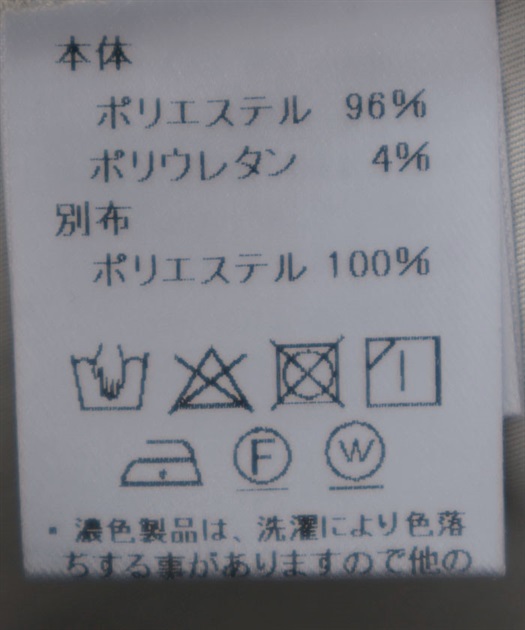 本体
ポリエステル 96%
ポリウレタン 4%
別布
ポリエステル 100%
F W
・濃色製品は、洗濯により色落
ちする事がありますので他の